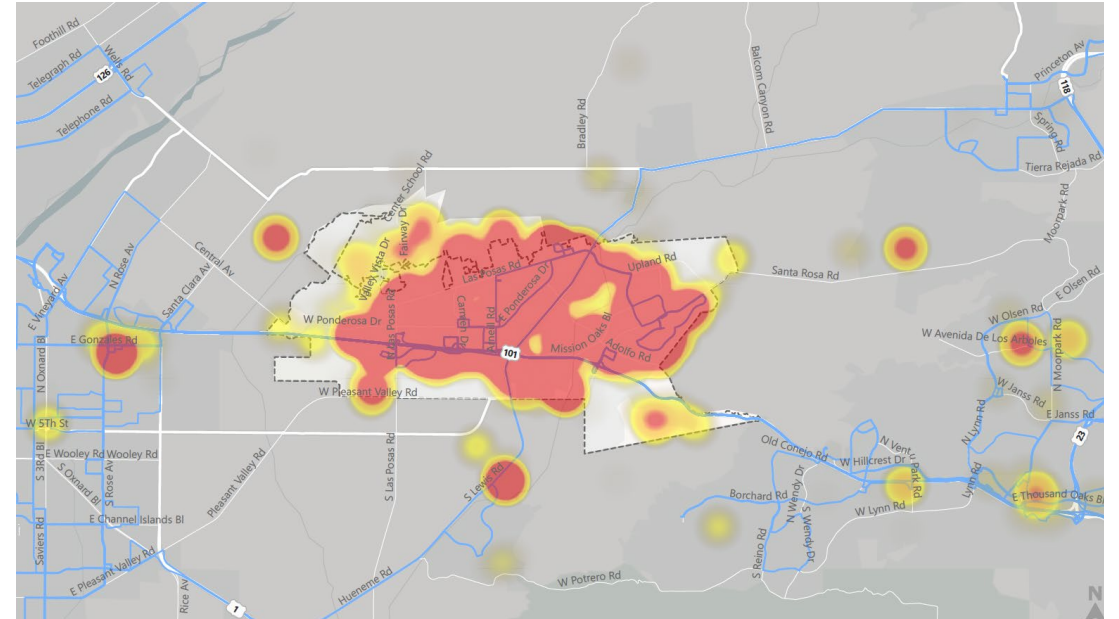 Foothill Rd
Telegraph Rd
Wells Rd
126
Telephone Rd
Bradley Rd
Balcom Canyon Rd
Princeton Av
118
Spring Rd
Tierra Rejada Rd
Moorpark Rd
Center School Rd
Fairway Dr
Valley Vista Dr
Central Av
N Rose Av
Santa Clara Av
E Vineyard Av
Las Posas Rd
Upland Rd
Santa Rosa Rd
E Olsen Rd
W Olsen Rd
W Ponderosa Dr
E Ponderosa Dr
N Las Posas Rd
Carmen Dr
Arneill Rd
101
Mission Oaks Bl
Adolfo Rd
W Avenida De Los Arboles
N Moorpark Rd
E Gonzales Rd
N Oxnard Bl
W Pleasant Valley Rd
W Janss Rd
E Janss Rd
W 5Th St
E Wooley Rd
Wooley Rd
S 3Rd Bl
S Oxnard Bl
S Rose Av
Pleasant Valley Rd
S Las Posas Rd
S Lewis Rd
Old Conejo Rd
N Ventu Park Rd
N Lynn Rd
23
W Hillcrest Dr
Lynn Rd
E Thousand Oaks Bl
Borchard Rd
N Wendy Dr
S Wendy Dr
W Lynn Rd
S Reino Rd
E Channel Islands Bl
Saviers Rd
E Pleasant Valley Rd
Rice Av
1
Hueneme Rd
W Potrero Rd
N